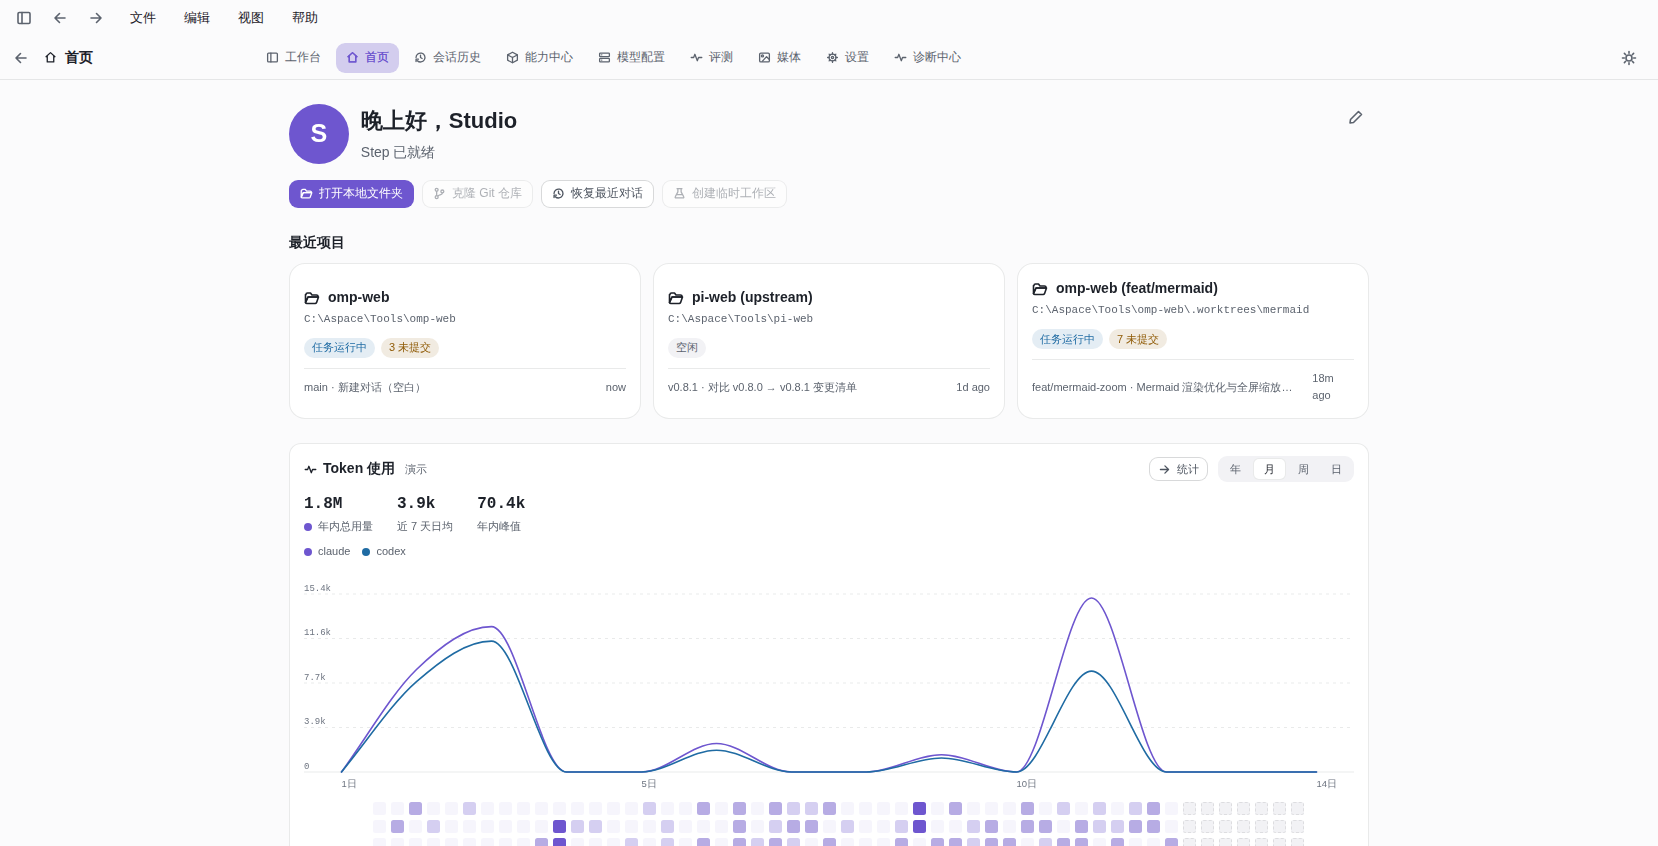 文件 编辑 视图 帮助
首页 工作台 首页 会话历史 能力中心 模型配置 评测 媒体 设置 诊断中心
S
晚上好，Studio
Step 已就绪
打开本地文件夹 克隆 Git 仓库 恢复最近对话 创建临时工作区
最近项目
omp-web
C:\Aspace\Tools\omp-web
任务运行中 3 未提交
main · 新建对话（空白） now
pi-web (upstream)
C:\Aspace\Tools\pi-web
空闲
v0.8.1 · 对比 v0.8.0 → v0.8.1 变更清单 1d ago
omp-web (feat/mermaid)
C:\Aspace\Tools\omp-web\.worktrees\mermaid
任务运行中 7 未提交
feat/mermaid-zoom · Mermaid 渲染优化与全屏缩放… 18m
ago
Token 使用 演示 统计 年 月 周 日
1.8M 3.9k 70.4k
年内总用量 近 7 天日均 年内峰值
claude codex
15.4k
11.6k
7.7k
3.9k
0
1日 5日 10日 14日